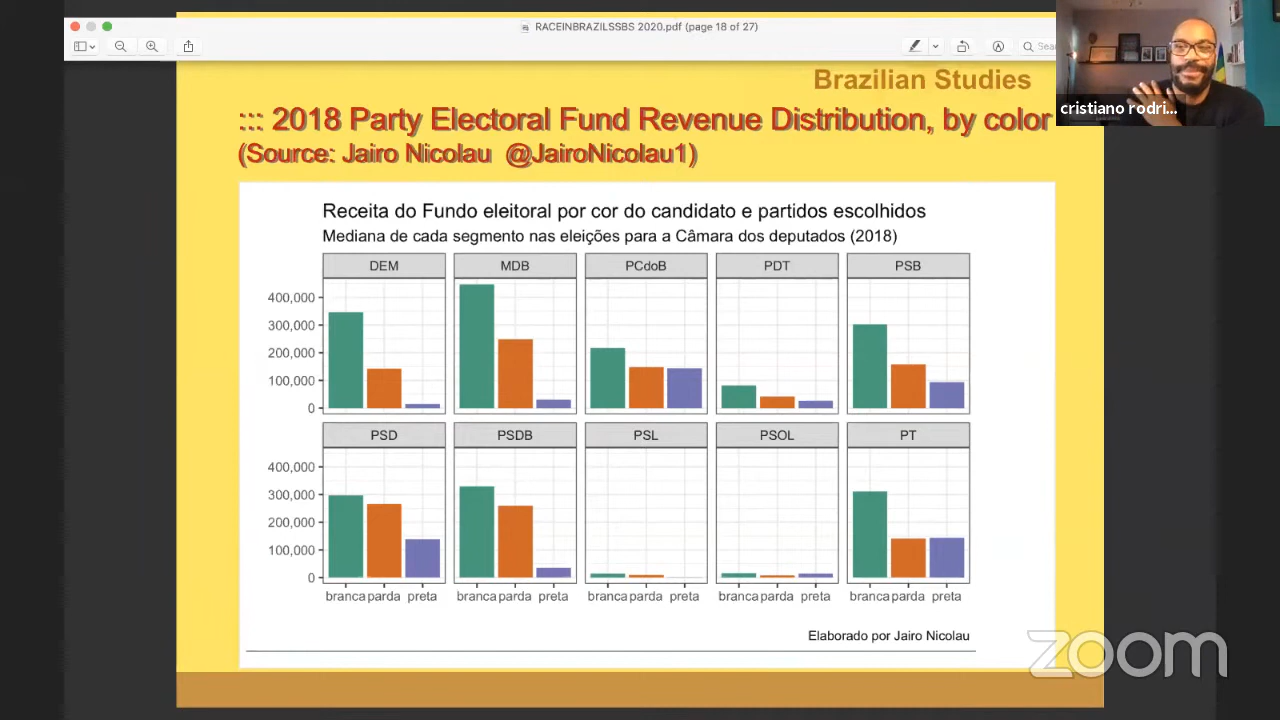 RACEINBRAZILSSBS 2020.pdf (page 18 of 27)
Brazilian Studies
cristiano rodri...
::: 2018 Party Electoral Fund Revenue Distribution, by color
(Source: Jairo Nicolau @JairoNicolau1)
Receita do Fundo eleitoral por cor do candidato e partidos escolhidos
Mediana de cada segmento nas eleições para a Câmara dos deputados (2018)
DEM MDB PCdoB PDT PSB
400,000
300,000
200,000
100,000
0
PSD PSDB PSL PSOL PT
400,000
300,000
200,000
100,000
0
branca parda preta branca parda preta branca parda preta branca parda preta branca parda preta
Elaborado por Jairo Nicolau
zoom